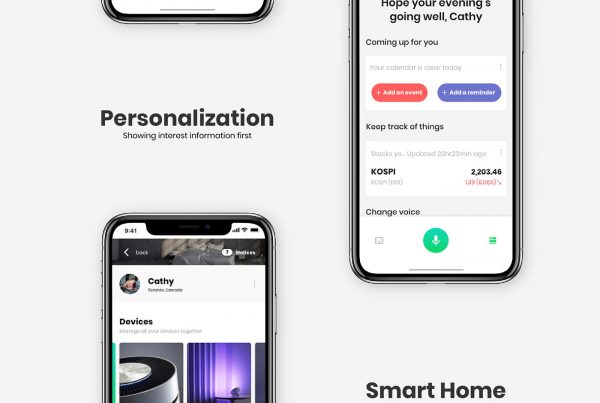 Hope your evening's
going well, Cathy
Coming up for you
Your calendar is clear today
+ Add an event
+ Add a reminder
Personalization
Showing interest information first
Keep track of things
Stocks yo... Updated 20hr23min ago
KOSPI
2,203.46
KOSPI (KRX)
1.39 (0.00%)↘
Change voice
9:41
back
7 Notices
Cathy
Toronto, Canada
Devices
Manage all your devices together
Smart Home